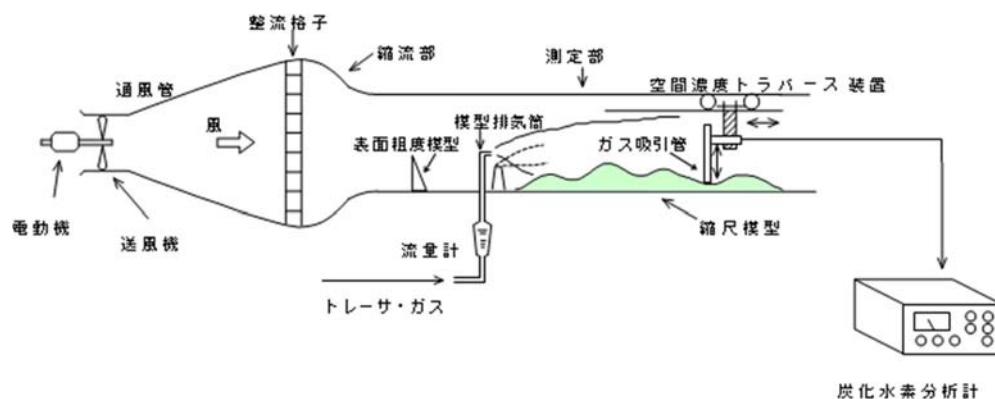 整流格子
縮流部
測定部
通風管
空間濃度トラバース装置
風
模型排気筒
表面粗度模型
ガス吸引管
電動機
送風機
流量計
縮尺模型
トレーサ・ガス
炭化水素分析計